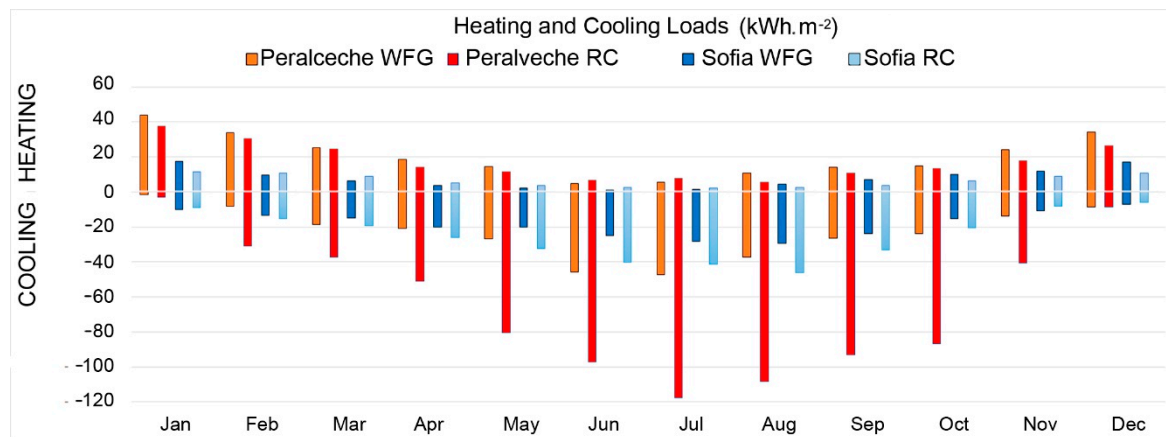 Heating and Cooling Loads (kWh.m-2)
Peralceche WFG Peralveche RC Sofia WFG Sofia RC
COOLING HEATING
60
40
20
0
-20
-40
-60
-80
- -100
- -120
Jan Feb Mar Apr May Jun Jul Aug Sep Oct Nov Dec